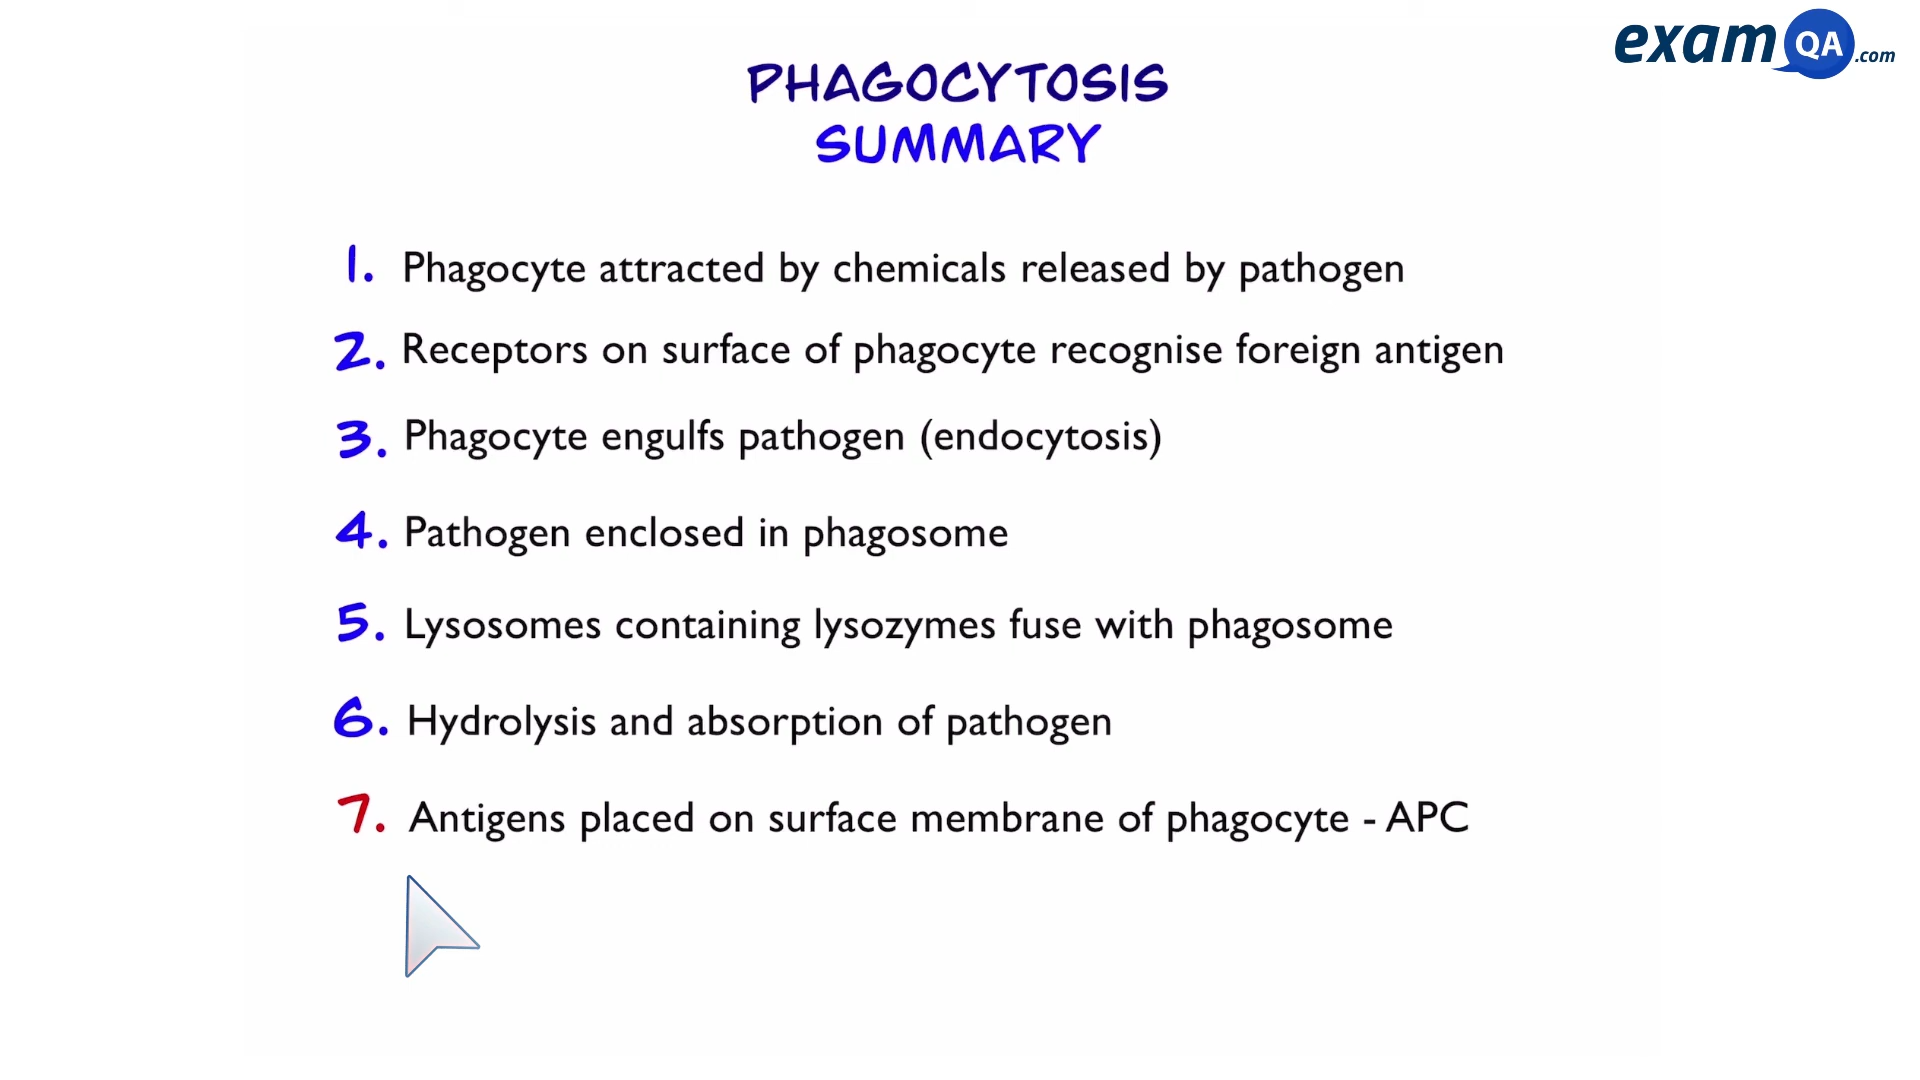 examQA.com
PHAGOCYTOSIS
SUMMARY
1. Phagocyte attracted by chemicals released by pathogen
2. Receptors on surface of phagocyte recognise foreign antigen
3. Phagocyte engulfs pathogen (endocytosis)
4. Pathogen enclosed in phagosome
5. Lysosomes containing lysozymes fuse with phagosome
6. Hydrolysis and absorption of pathogen
7. Antigens placed on surface membrane of phagocyte - APC